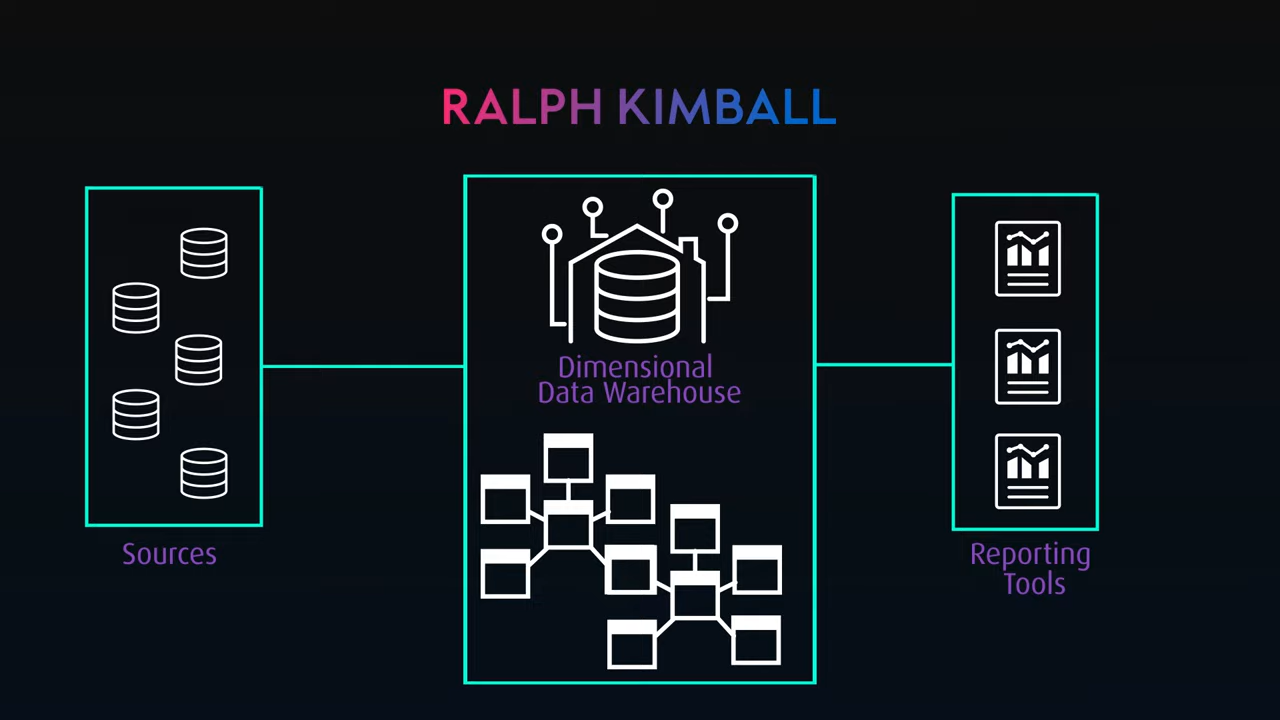 RALPH KIMBALL
Dimensional
Data Warehouse
Sources
Reporting
Tools